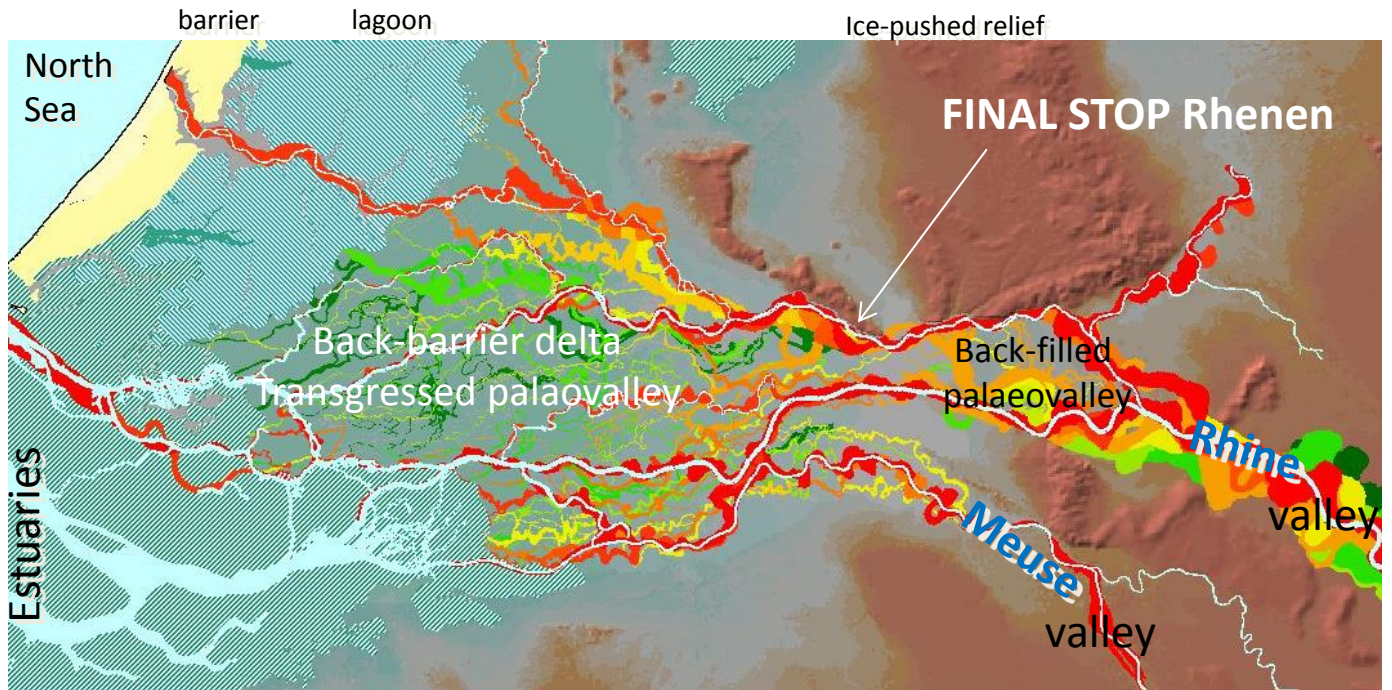 barrier
lagoon
Ice-pushed relief
North
Sea
FINAL STOP Rhenen
Back-barrier delta
Transgressed palaovalley
Back-filled
palaeovalley
Rhine
valley
Meuse
valley
Estuaries